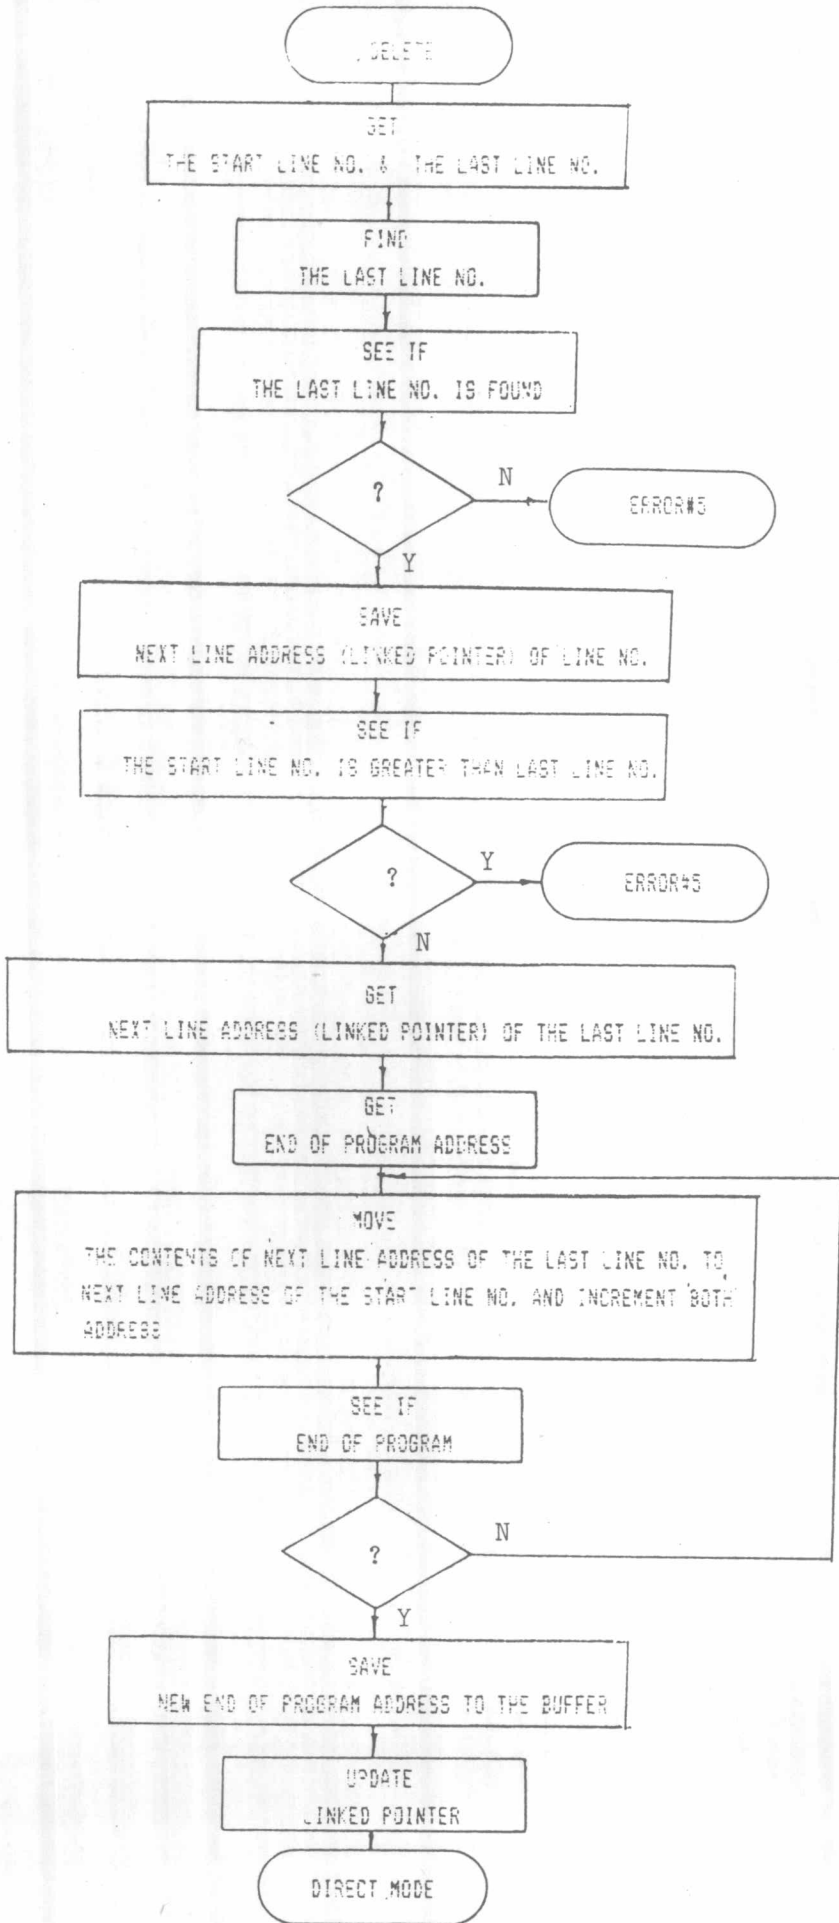 DELETE
GET
THE START LINE NO. & THE LAST LINE NO.
FIND
THE LAST LINE NO.
SEE IF
THE LAST LINE NO. IS FOUND
?
N
ERROR#5
Y
SAVE
NEXT LINE ADDRESS (LINKED POINTER) OF LINE NO.
SEE IF
THE START LINE NO. IS GREATER THAN LAST LINE NO.
?
Y
ERROR#5
N
GET
NEXT LINE ADDRESS (LINKED POINTER) OF THE LAST LINE NO.
GET
END OF PROGRAM ADDRESS
MOVE
THE CONTENTS OF NEXT LINE ADDRESS OF THE LAST LINE NO. TO
NEXT LINE ADDRESS OF THE START LINE NO. AND INCREMENT BOTH
ADDRESS
SEE IF
END OF PROGRAM
?
N
Y
SAVE
NEW END OF PROGRAM ADDRESS TO THE BUFFER
UPDATE
LINKED POINTER
DIRECT MODE